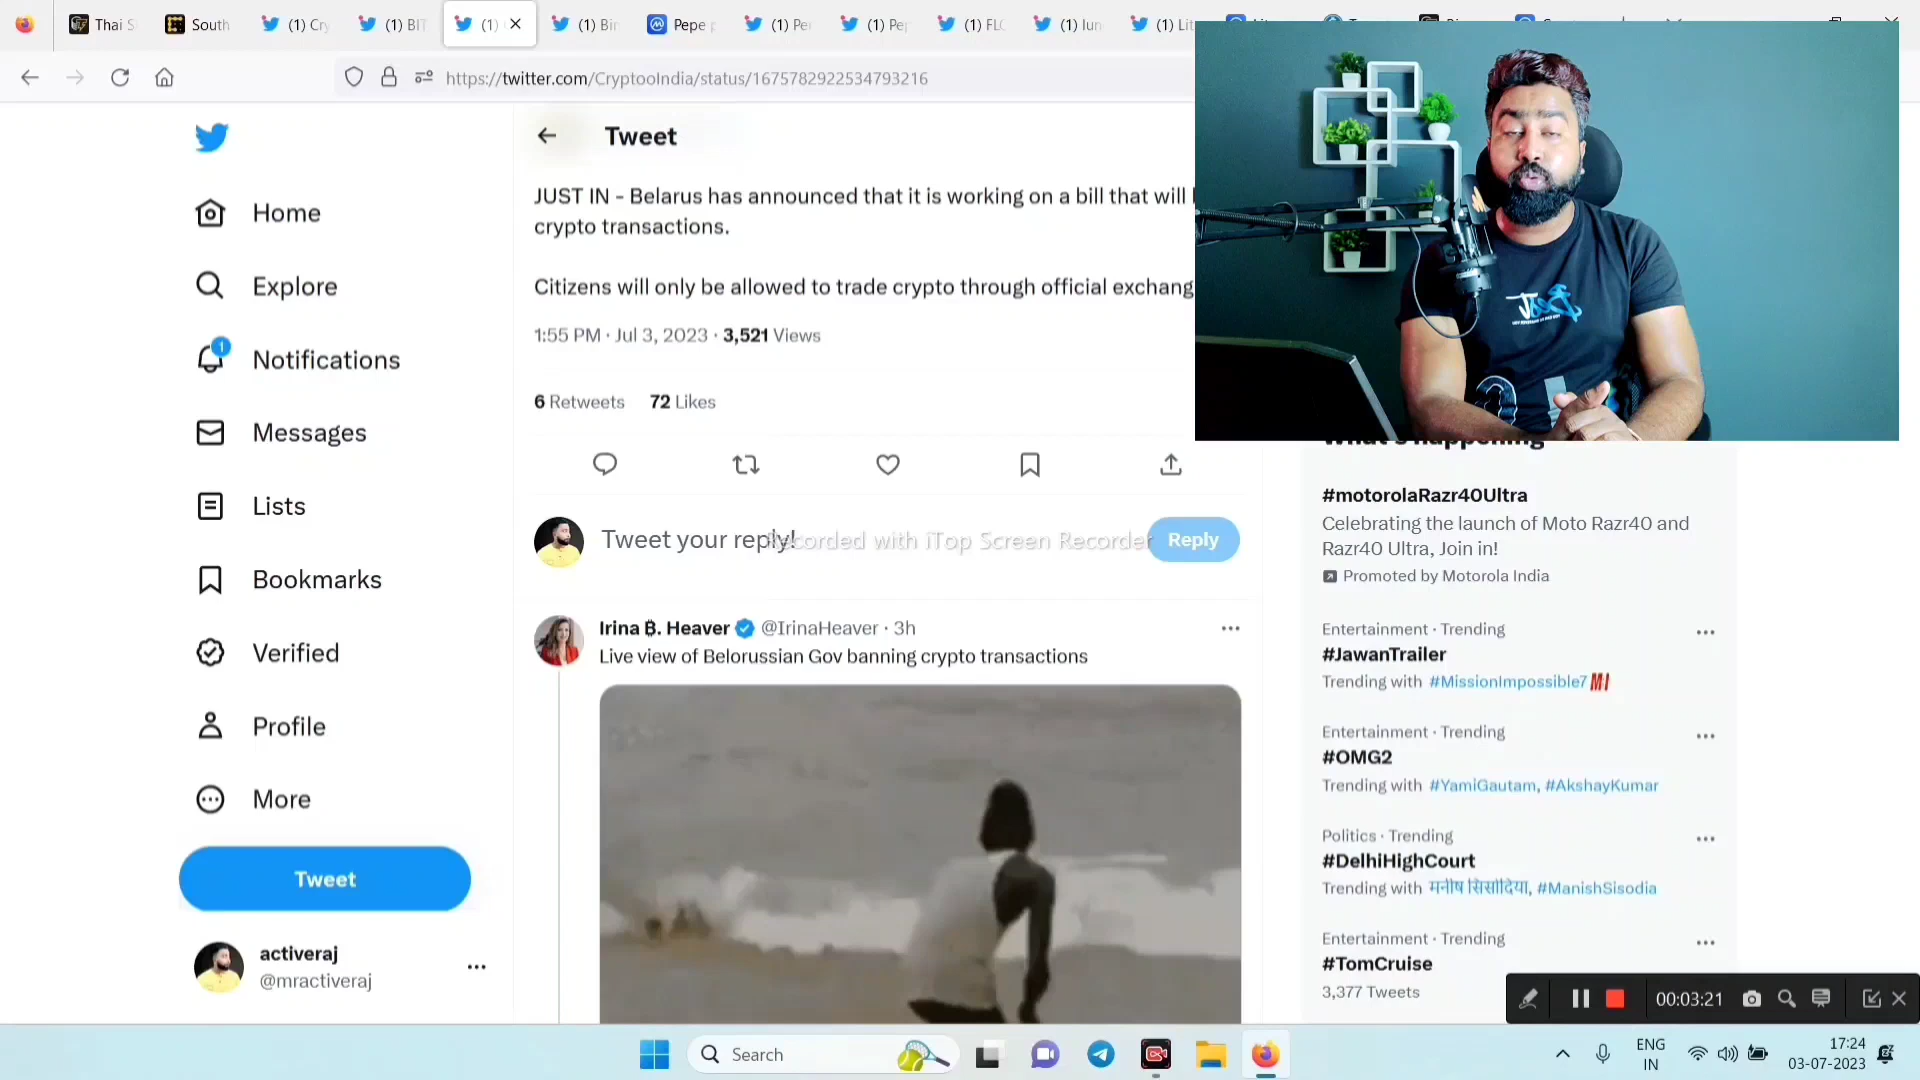 Thai S
South
(1) Cry
(1) BIT
(1)
(1) Bin
Pepe p
(1) Pe
(1) Pe
(1) FL
(1) lun
(1) Lit
https://twitter.com/CryptooIndia/status/1675782922534793216
Home
Explore
1
Notifications
Messages
Lists
Bookmarks
Verified
Profile
More
Tweet
activeraj
@mractiveraj
Tweet
JUST IN - Belarus has announced that it is working on a bill that will
crypto transactions.
Citizens will only be allowed to trade crypto through official exchang
1:55 PM · Jul 3, 2023 · 3,521 Views
6 Retweets 72 Likes
Tweet your reply!
Recorded with iTop Screen Recorder
Reply
Irina ₿. Heaver @IrinaHeaver · 3h
Live view of Belorussian Gov banning crypto transactions
What's happening
#motorolaRazr40Ultra
Celebrating the launch of Moto Razr40 and
Razr40 Ultra, Join in!
Promoted by Motorola India
Entertainment · Trending
#JawanTrailer
Trending with #MissionImpossible7
Entertainment · Trending
#OMG2
Trending with #YamiGautam, #AkshayKumar
Politics · Trending
#DelhiHighCourt
Trending with मनीष सिसोदिया, #ManishSisodia
Entertainment · Trending
#TomCruise
3,377 Tweets
00:03:21
Search
ENG
IN
17:24
03-07-2023